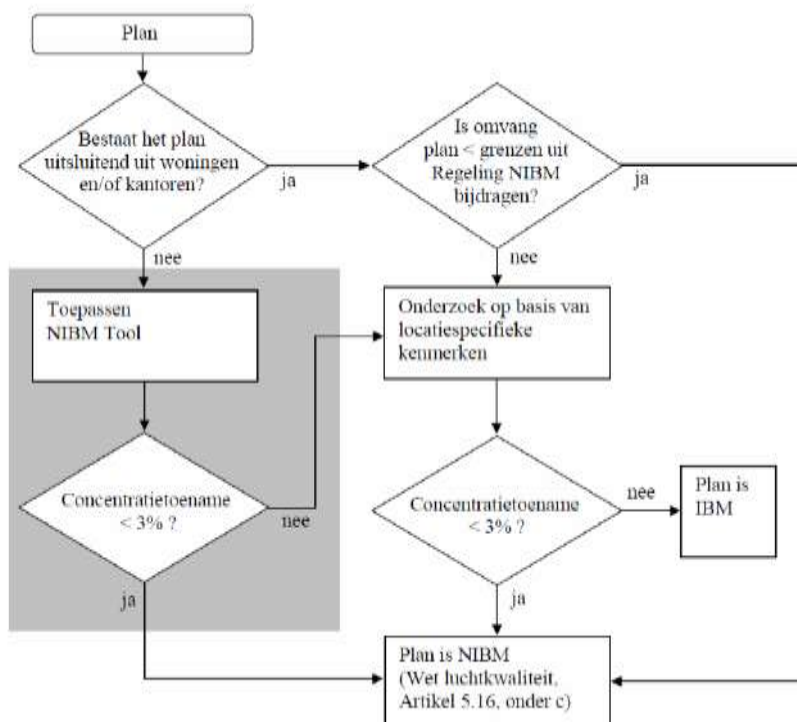 Plan
Bestaat het plan
uitsluitend uit woningen
en/of kantoren?
ja
nee
Is omvang
plan < grenzen uit
Regeling NIBM
bijdragen?
ja
nee
Toepassen
NIBM Tool
Onderzoek op basis van
locatiespecifieke
kenmerken
Concentratietoename
< 3% ?
nee
ja
Concentratietoename
< 3% ?
nee
ja
Plan is
IBM
Plan is NIBM
(Wet luchtkwaliteit,
Artikel 5.16, onder c)